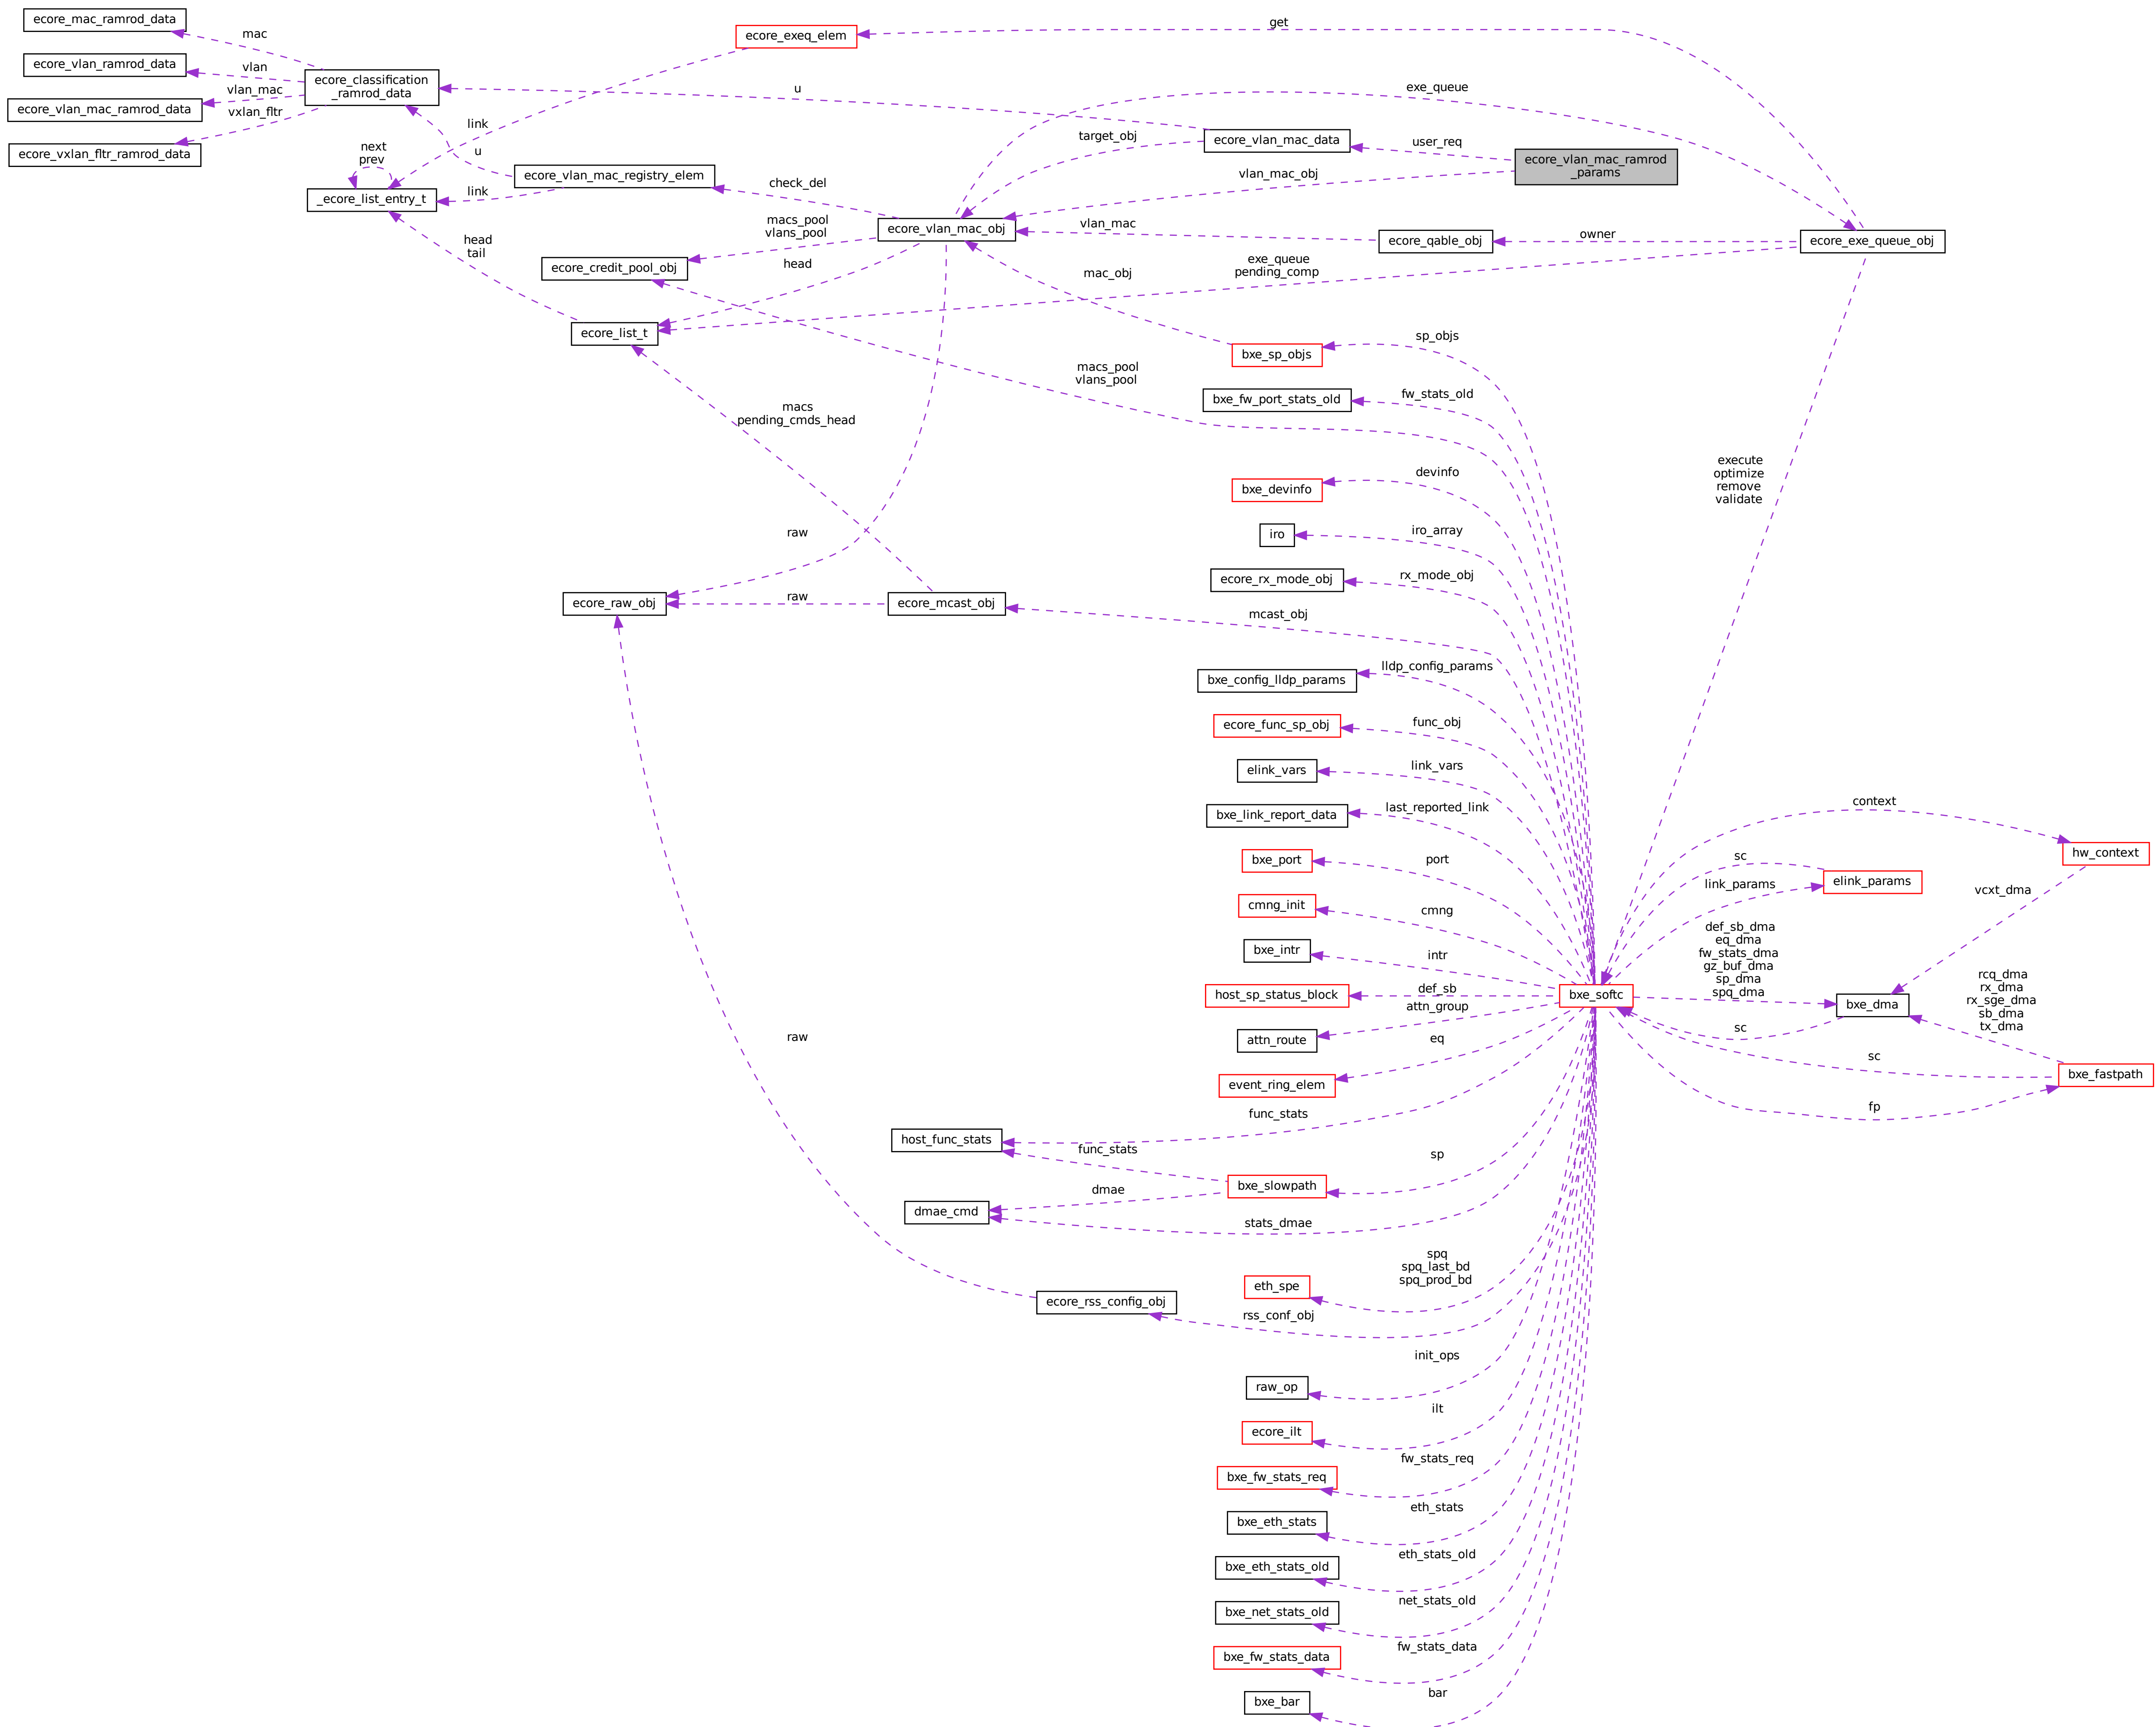 ecore_mac_ramrod_data
mac
ecore_exeq_elem
get
ecore_vlan_ramrod_data
vlan
ecore_classification
_ramrod_data
vlan_mac
ecore_vlan_mac_ramrod_data
vxlan_fltr
ecore_vxlan_fltr_ramrod_data
u
exe_queue
link
u
next
prev
_ecore_list_entry_t
link
ecore_vlan_mac_registry_elem
target_obj
ecore_vlan_mac_data
user_req
ecore_vlan_mac_ramrod
_params
check_del
vlan_mac_obj
macs_pool
vlans_pool
ecore_vlan_mac_obj
vlan_mac
ecore_qable_obj
owner
ecore_exe_queue_obj
head
tail
ecore_credit_pool_obj
head
mac_obj
exe_queue
pending_comp
ecore_list_t
sp_objs
bxe_sp_objs
macs_pool
vlans_pool
bxe_fw_port_stats_old
fw_stats_old
macs
pending_cmds_head
execute
optimize
remove
validate
devinfo
bxe_devinfo
raw
iro
iro_array
ecore_rx_mode_obj
rx_mode_obj
ecore_raw_obj
raw
ecore_mcast_obj
mcast_obj
bxe_config_lldp_params
lldp_config_params
ecore_func_sp_obj
func_obj
elink_vars
link_vars
bxe_link_report_data
last_reported_link
context
bxe_port
port
sc
hw_context
link_params
elink_params
vcxt_dma
cmng_init
cmng
bxe_intr
intr
def_sb_dma
eq_dma
fw_stats_dma
gz_buf_dma
sp_dma
spq_dma
host_sp_status_block
def_sb
bxe_softc
bxe_dma
rcq_dma
rx_dma
rx_sge_dma
sb_dma
tx_dma
attn_group
attn_route
eq
sc
raw
sc
bxe_fastpath
event_ring_elem
func_stats
fp
host_func_stats
func_stats
sp
bxe_slowpath
dmae
dmae_cmd
stats_dmae
spq
spq_last_bd
spq_prod_bd
eth_spe
ecore_rss_config_obj
rss_conf_obj
init_ops
raw_op
ilt
ecore_ilt
fw_stats_req
bxe_fw_stats_req
eth_stats
bxe_eth_stats
eth_stats_old
bxe_eth_stats_old
net_stats_old
bxe_net_stats_old
fw_stats_data
bxe_fw_stats_data
bar
bxe_bar